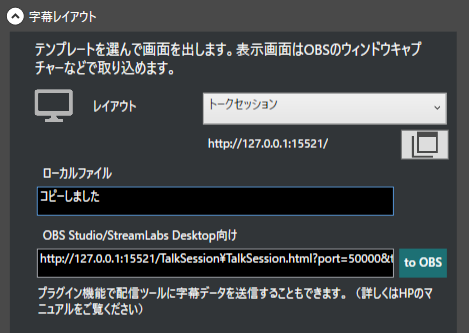 字幕レイアウト
テンプレートを選んで画面を出します。表示画面はOBSのウィンドウキャプ
チャーなどで取り込めます。
レイアウト
トークセッション
http://127.0.0.1:15521/
ローカルファイル
コピーしました
OBS Studio/StreamLabs Desktop向け
http://127.0.0.1:15521/TalkSession¥TalkSession.html?port=50000&t
to OBS
プラグイン機能で配信ツールに字幕データを送信することもできます。（詳しくはHPのマ
ニュアルをご覧ください）